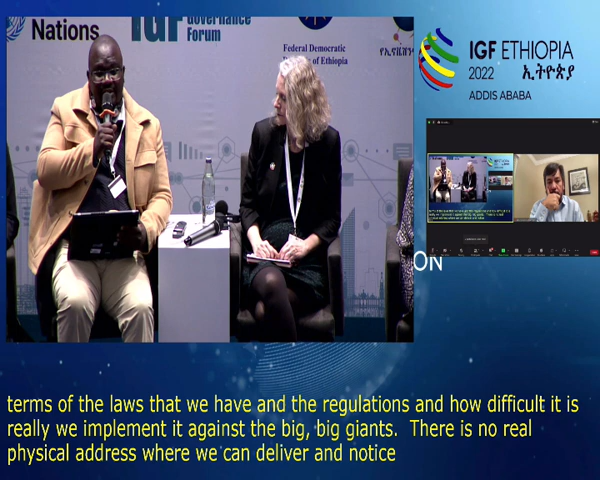 Nations
IGF
Governance
Forum
Federal Democratic
Republic of Ethiopia
IGF ETHIOPIA
2022 ኢትዮጵያ
ADDIS ABABA
ON
terms of the laws that we have and the regulations and how difficult it is
really we implement it against the big, big giants.  There is no real
physical address where we can deliver and notice